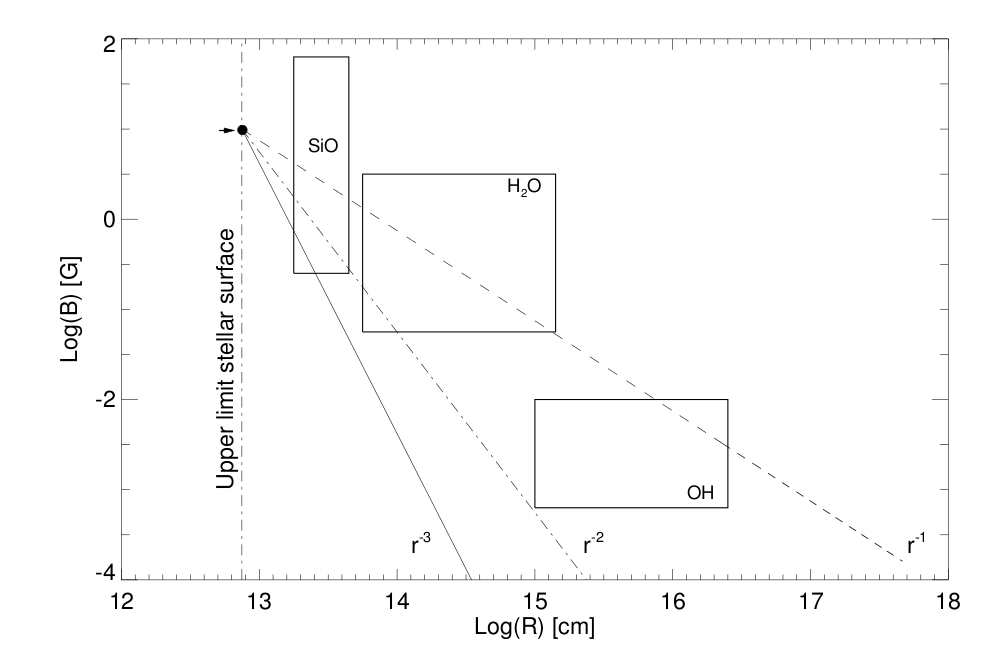 2
0
-2
-4
Log(B) [G]
Upper limit stellar surface
SiO
H₂O
OH
r⁻³
r⁻²
r⁻¹
12 13 14 15 16 17 18
Log(R) [cm]